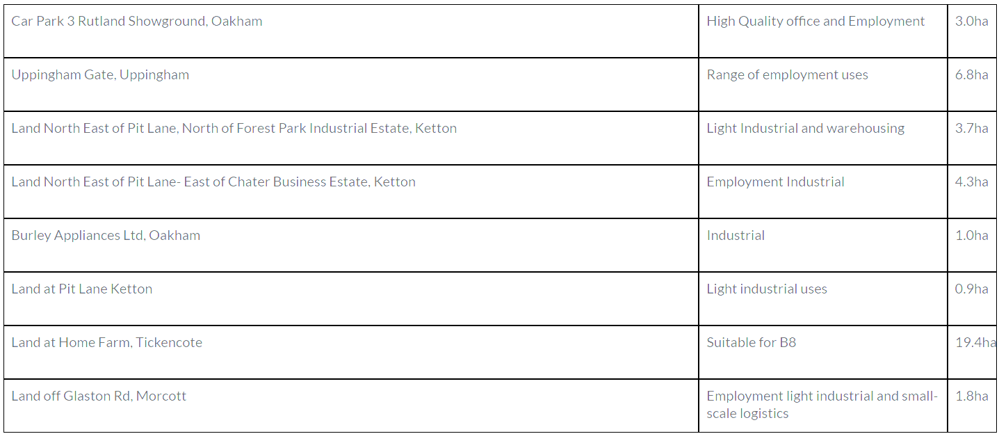 Car Park 3 Rutland Showground, Oakham High Quality office and Employment 3.0ha
Uppingham Gate, Uppingham Range of employment uses 6.8ha
Land North East of Pit Lane, North of Forest Park Industrial Estate, Ketton Light Industrial and warehousing 3.7ha
Land North East of Pit Lane- East of Chater Business Estate, Ketton Employment Industrial 4.3ha
Burley Appliances Ltd, Oakham Industrial 1.0ha
Land at Pit Lane Ketton Light industrial uses 0.9ha
Land at Home Farm, Tickencote Suitable for B8 19.4ha
Land off Glaston Rd, Morcott Employment light industrial and small- 1.8ha
scale logistics